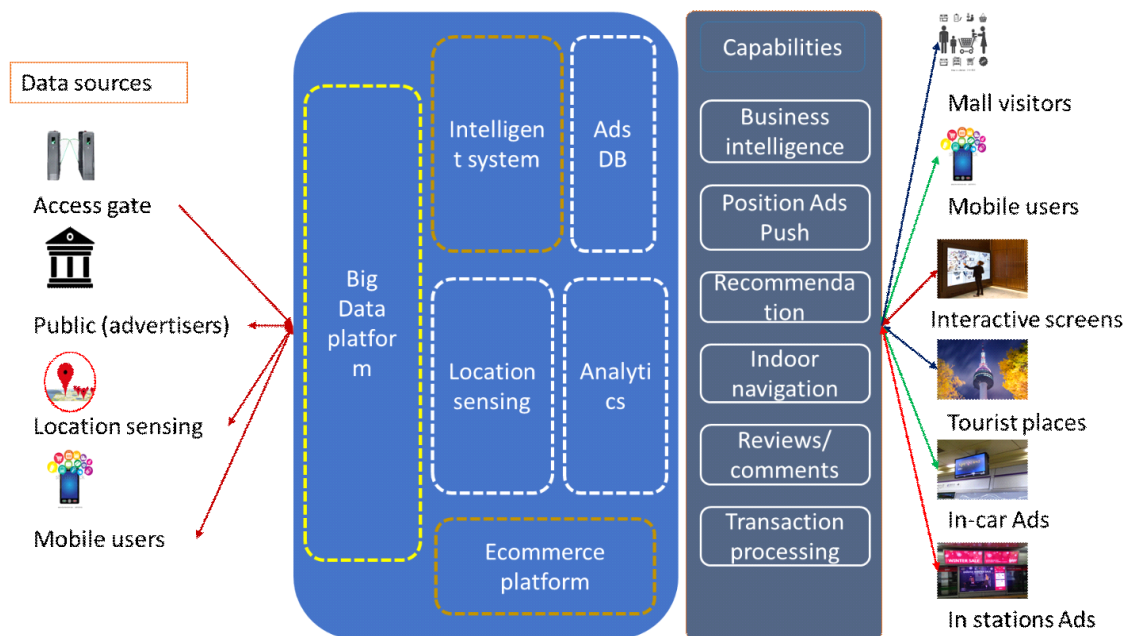 Data sources
Access gate
Public (advertisers)
Location sensing
Mobile users
Big
Data
platfor
m
Intelligen
t system
Ads
DB
Location
sensing
Analyti
cs
Ecommerce
platform
Capabilities
Business
intelligence
Position Ads
Push
Recommenda
tion
Indoor
navigation
Reviews/
comments
Transaction
processing
Mall visitors
Mobile users
Interactive screens
Tourist places
In-car Ads
In stations Ads